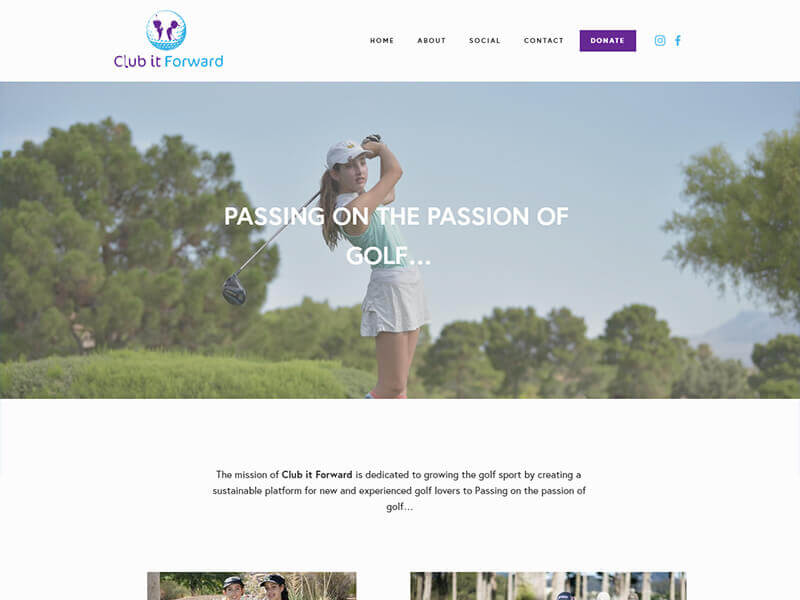 Club it Forward
HOME ABOUT SOCIAL CONTACT DONATE
PASSING ON THE PASSION OF
GOLF...
The mission of Club it Forward is dedicated to growing the golf sport by creating a
sustainable platform for new and experienced golf lovers to Passing on the passion of
golf...